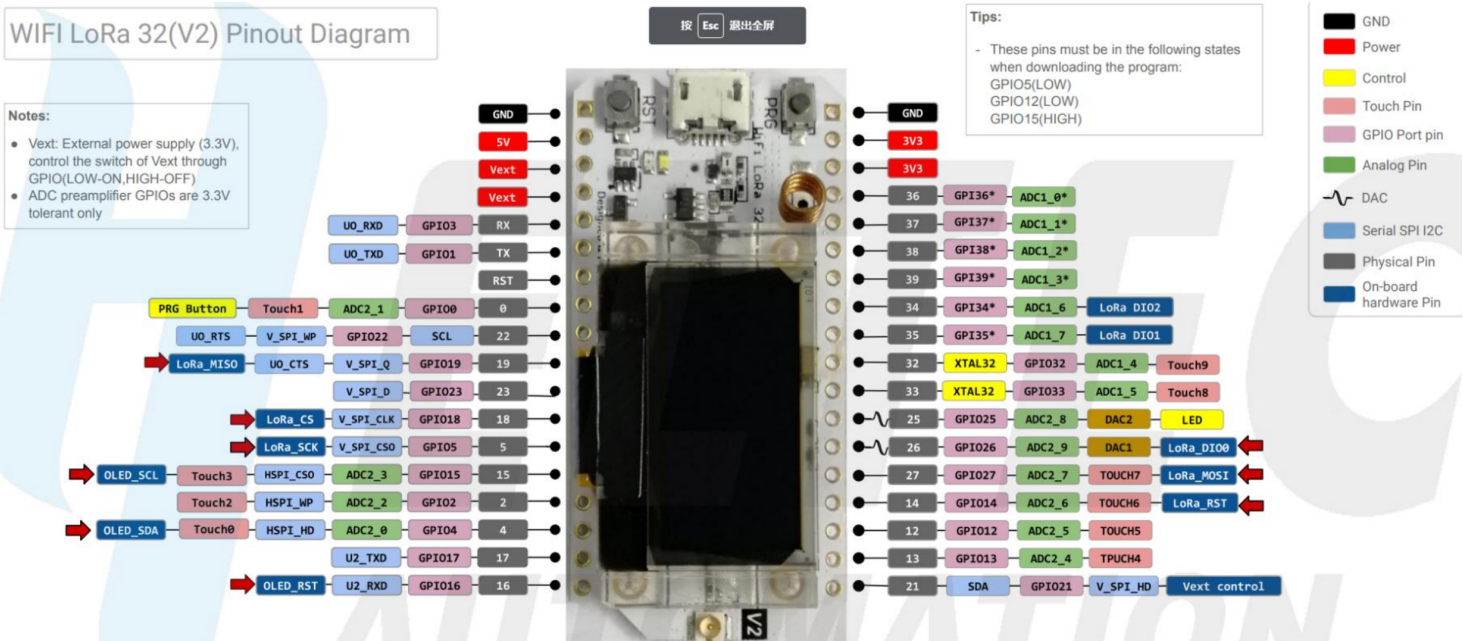 WIFI LoRa 32(V2) Pinout Diagram
按 Esc 退出全屏
Tips:
- These pins must be in the following states
when downloading the program:
GPIO5(LOW)
GPIO12(LOW)
GPIO15(HIGH)
GND
Power
Control
Touch Pin
GPIO Port pin
Analog Pin
DAC
Serial SPI I2C
Physical Pin
On-board
hardware Pin
Notes:
• Vext: External power supply (3.3V),
control the switch of Vext through
GPIO(LOW-ON,HIGH-OFF)
• ADC preamplifier GPIOs are 3.3V
tolerant only
GND
5V
Vext
Vext
UO_RXD GPIO3 RX
UO_TXD GPIO1 TX
RST
PRG Button Touch1 ADC2_1 GPIO0 0
UO_RTS V_SPI_WP GPIO22 SCL 22
LoRa_MISO UO_CTS V_SPI_Q GPIO19 19
V_SPI_D GPIO23 23
LoRa_CS V_SPI_CLK GPIO18 18
LoRa_SCK V_SPI_CSO GPIO5 5
OLED_SCL Touch3 HSPI_CSO ADC2_3 GPIO15 15
Touch2 HSPI_WP ADC2_2 GPIO2 2
OLED_SDA Touch0 HSPI_HD ADC2_0 GPIO4 4
U2_TXD GPIO17 17
OLED_RST U2_RXD GPIO16 16
RST
PRG
WiFi LoRa 32
V2
GND
3V3
3V3
36 GPI36* ADC1_0*
37 GPI37* ADC1_1*
38 GPI38* ADC1_2*
39 GPI39* ADC1_3*
34 GPI34* ADC1_6 LoRa DIO2
35 GPI35* ADC1_7 LoRa DIO1
32 XTAL32 GPIO32 ADC1_4 Touch9
33 XTAL32 GPIO33 ADC1_5 Touch8
25 GPIO25 ADC2_8 DAC2 LED
26 GPIO26 ADC2_9 DAC1 LoRa_DIO0
27 GPIO27 ADC2_7 TOUCH7 LoRa_MOSI
14 GPIO14 ADC2_6 TOUCH6 LoRa_RST
12 GPIO12 ADC2_5 TOUCH5
13 GPIO13 ADC2_4 TPUCH4
21 SDA GPIO21 V_SPI_HD Vext control